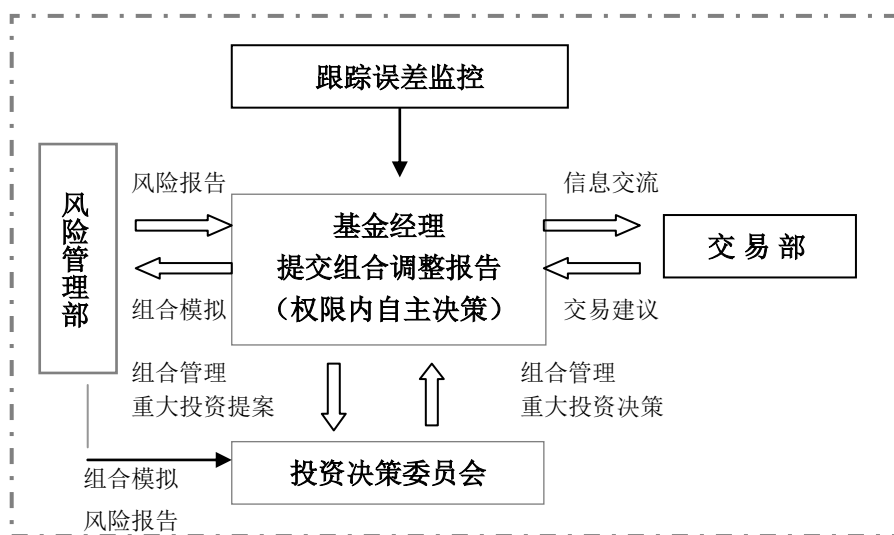 跟踪误差监控
风险管理部
风险报告
组合模拟
基金经理
提交组合调整报告
（权限内自主决策）
信息交流
交易建议
交 易 部
组合管理
重大投资提案
组合管理
重大投资决策
组合模拟
风险报告
投资决策委员会